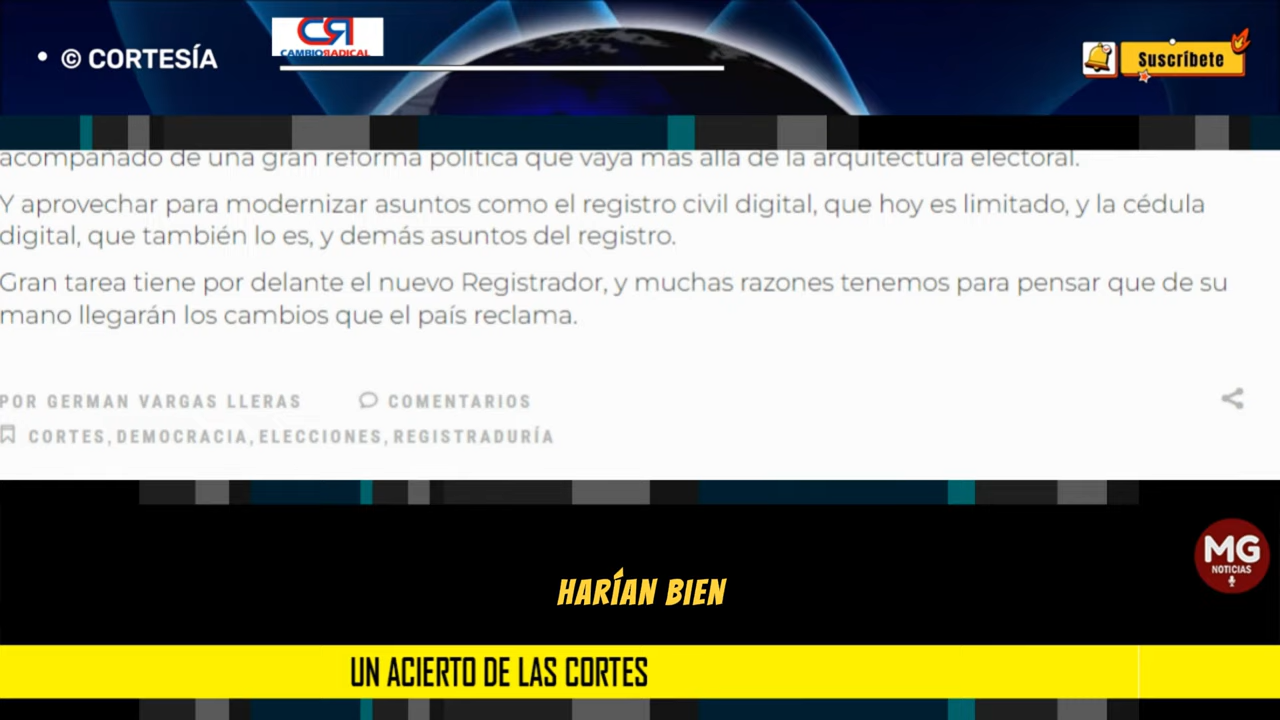 • © CORTESÍA
CR
CAMBIO RADICAL
Suscríbete
acompañado de una gran reforma política que vaya más allá de la arquitectura electoral.
Y aprovechar para modernizar asuntos como el registro civil digital, que hoy es limitado, y la cédula
digital, que también lo es, y demás asuntos del registro.
Gran tarea tiene por delante el nuevo Registrador, y muchas razones tenemos para pensar que de su
mano llegarán los cambios que el país reclama.
POR GERMAN VARGAS LLERAS COMENTARIOS
CORTES, DEMOCRACIA, ELECCIONES, REGISTRADURÍA
MG
NOTICIAS
HARÍAN BIEN
UN ACIERTO DE LAS CORTES